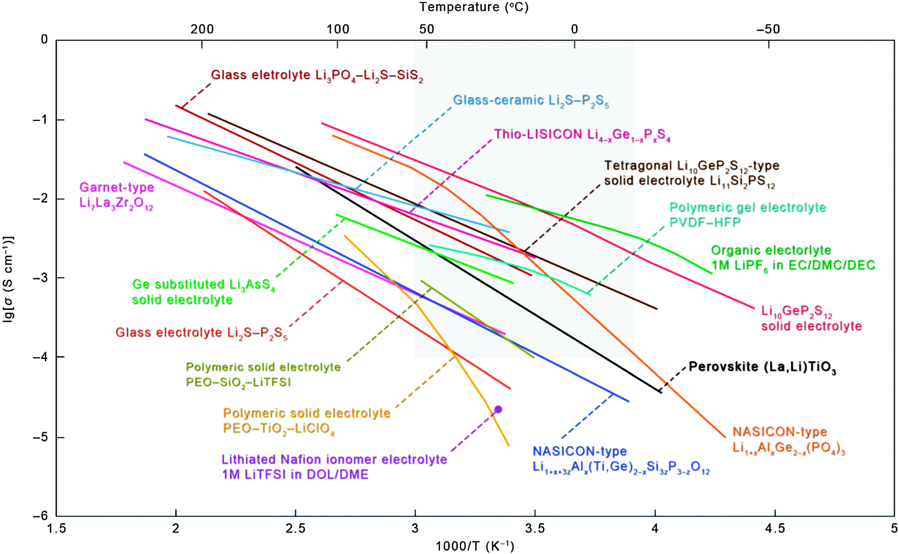 Temperature (ºC)
200 100 50 0 −50
0
−1
−2
−3
−4
−5
−6
lgσ (S cm⁻¹)
Glass eletrolyte Li₃PO₄–Li₂S–SiS₂
Glass-ceramic Li₂S–P₂S₅
Thio-LISICON Li₄₋ₓGe₁₋ₓPₓS₄
Tetragonal Li₁₀GeP₂S₁₂-type
solid electrolyte Li₁₁Si₂PS₁₂
Garnet-type
Li₇La₃Zr₂O₁₂
Polymeric gel electrolyte
PVDF–HFP
Organic electorlyte
1M LiPF₆ in EC/DMC/DEC
Ge substituted Li₃AsS₄
solid electrolyte
Li₁₀GeP₂S₁₂
solid electrolyte
Glass electrolyte Li₂S–P₂S₅
Polymeric solid electrolyte
PEO–SiO₂–LiTFSI
Perovskite (La,Li)TiO₃
Polymeric solid electrolyte
PEO–TiO₂–LiClO₄
NASICON-type
Li₁₊ₓAlₓGe₂₋ₓ(PO₄)₃
Lithiated Nafion ionomer electrolyte
1M LiTFSI in DOL/DME
NASICON-type
Li₁₊ₓ₊₃zAlₓ(Ti,Ge)₂₋ₓSi₃zP₃₋zO₁₂
1.5 2 2.5 3 3.5 4 4.5 5
1000/T (K⁻¹)